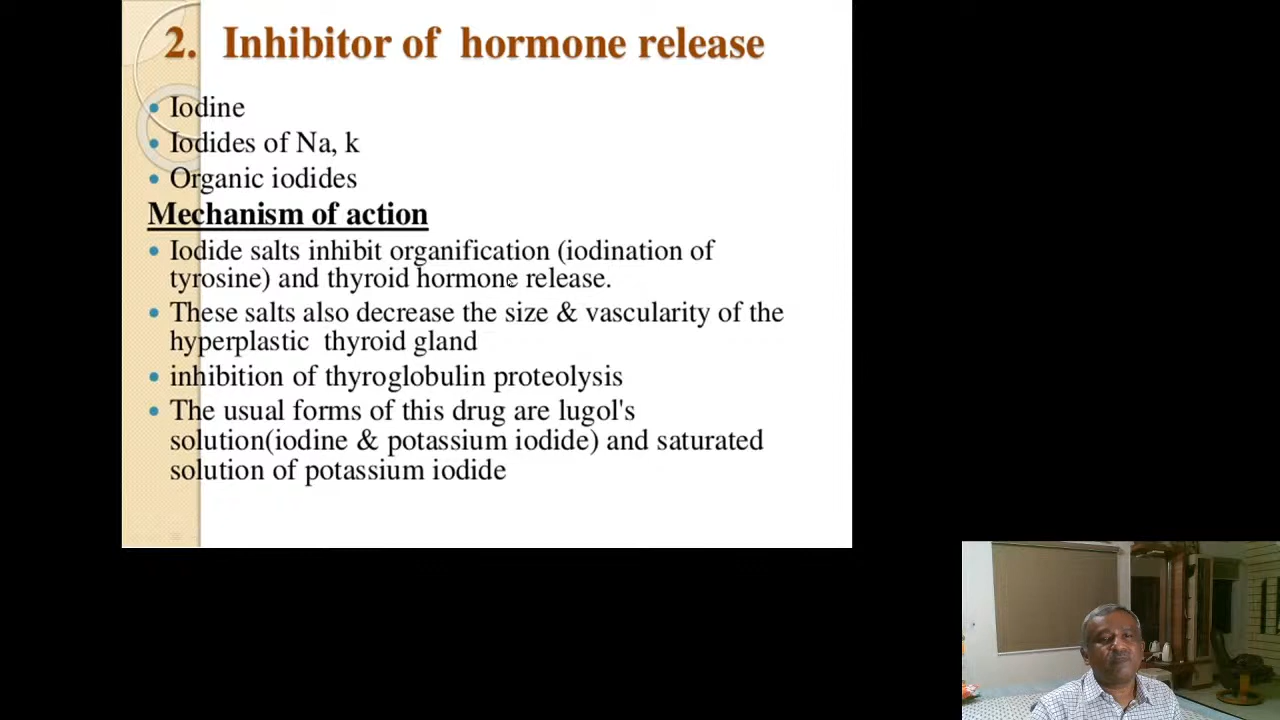 2. Inhibitor of hormone release
Iodine
Iodides of Na, k
Organic iodides
Mechanism of action
Iodide salts inhibit organification (iodination of
tyrosine) and thyroid hormone release.
These salts also decrease the size & vascularity of the
hyperplastic thyroid gland
inhibition of thyroglobulin proteolysis
The usual forms of this drug are lugol's
solution(iodine & potassium iodide) and saturated
solution of potassium iodide